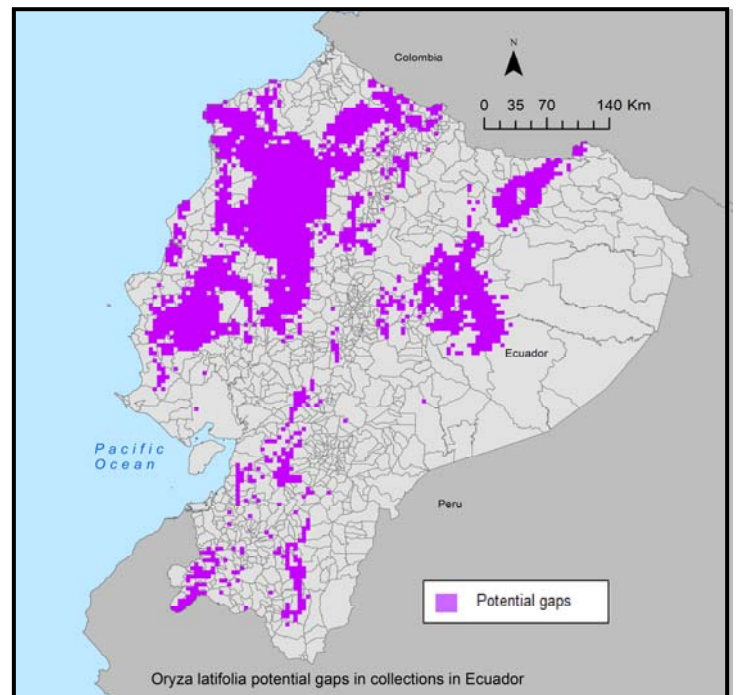 Colombia
N
0 35 70 140 Km
Ecuador
Pacific
Ocean
Peru
Potential gaps
Oryza latifolia potential gaps in collections in Ecuador